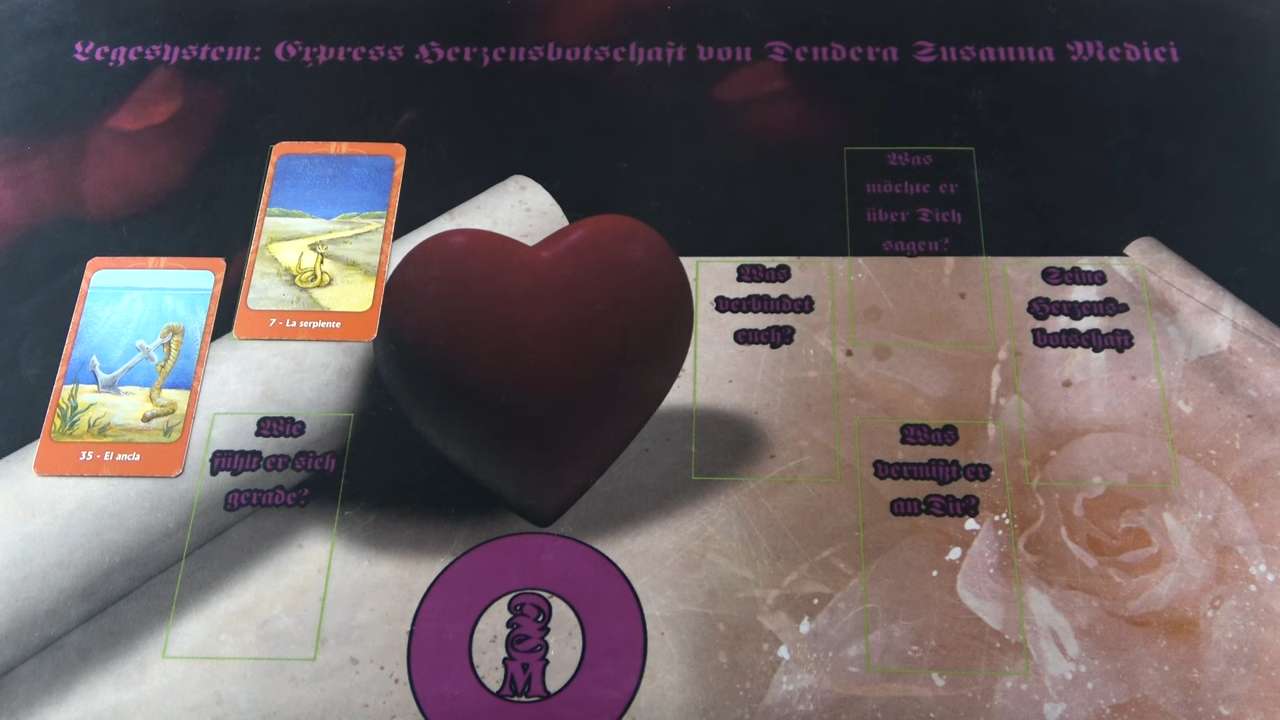 Legesystem: Express Herzensbotschaft von Dendera Susanna Medici
7 - La serpiente
35 - El ancla
Wie
fühlt er sich
gerade?
Was
verbindet
euch?
Was
möchte er
über Dich
sagen?
Seine
Herzens-
botschaft
Was
vermißt er
an Dir?
DSM